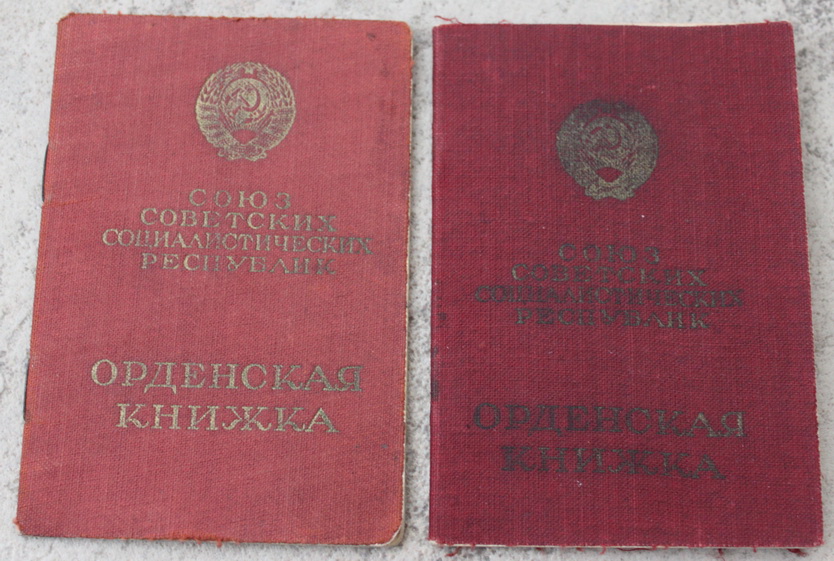 СОЮЗ
СОВЕТСКИХ
СОЦИАЛИСТИЧЕСКИХ
РЕСПУБЛИК
ОРДЕНСКАЯ
КНИЖКА
СОЮЗ
СОВЕТСКИХ
СОЦИАЛИСТИЧЕСКИХ
РЕСПУБЛИК
ОРДЕНСКАЯ
КНИЖКА